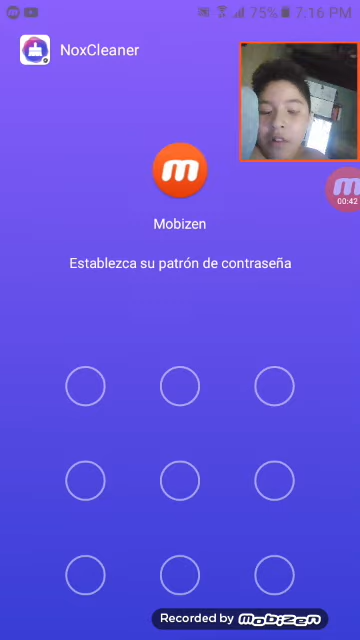 75% 7:16 PM
NoxCleaner
m
m
00:42
Mobizen
Establezca su patrón de contraseña
Recorded by mobizen